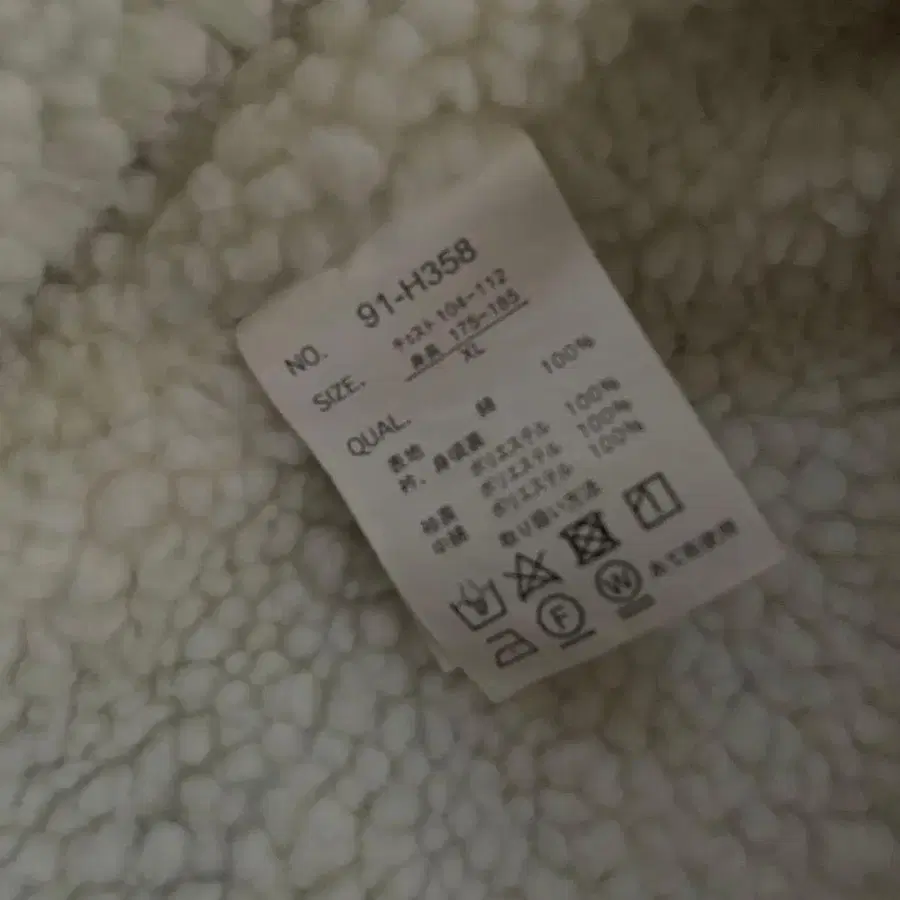 NO. 91-H358
SIZE. チェスト 104-112
身長 175-185
XL
QUAL.
表地 綿 100%
衿、身頃裏 ポリエステル 100%
袖裏 ポリエステル 100%
中綿 ポリエステル 100%
取り扱い方法
F W あて布使用